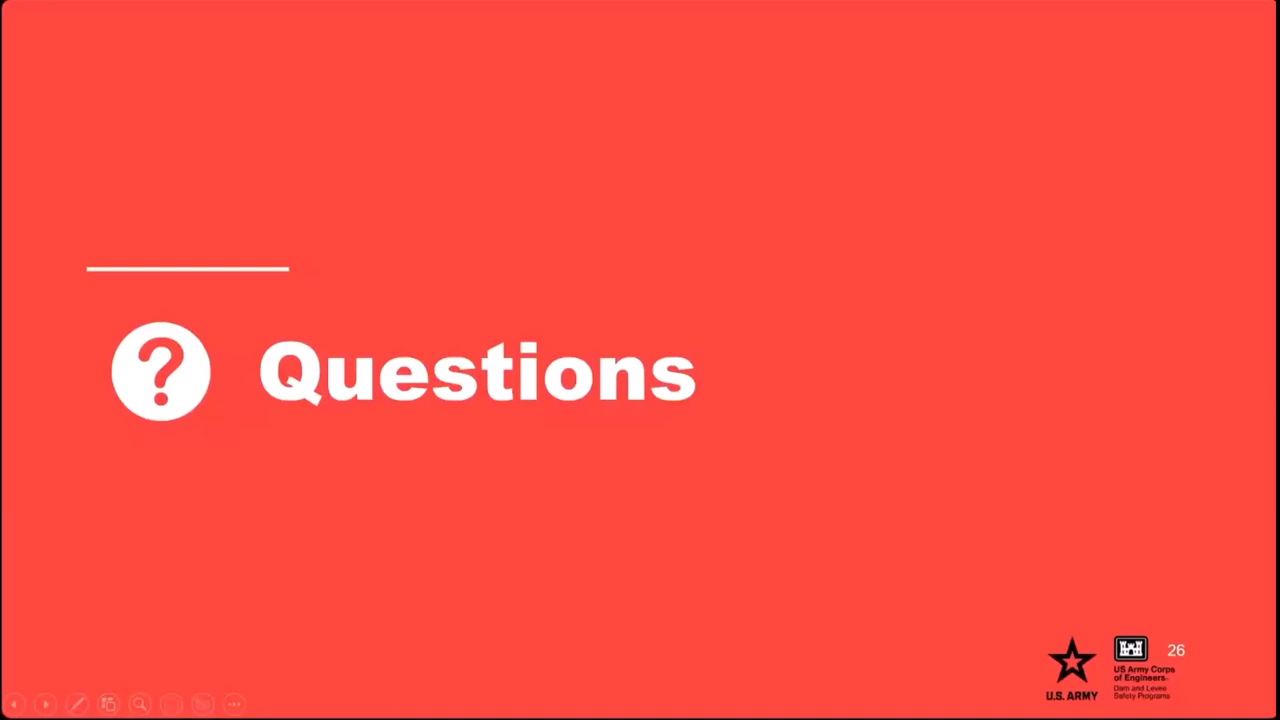 ? Questions
26
U.S. ARMY
US Army Corps
of Engineers®
Dam and Levee
Safety Programs